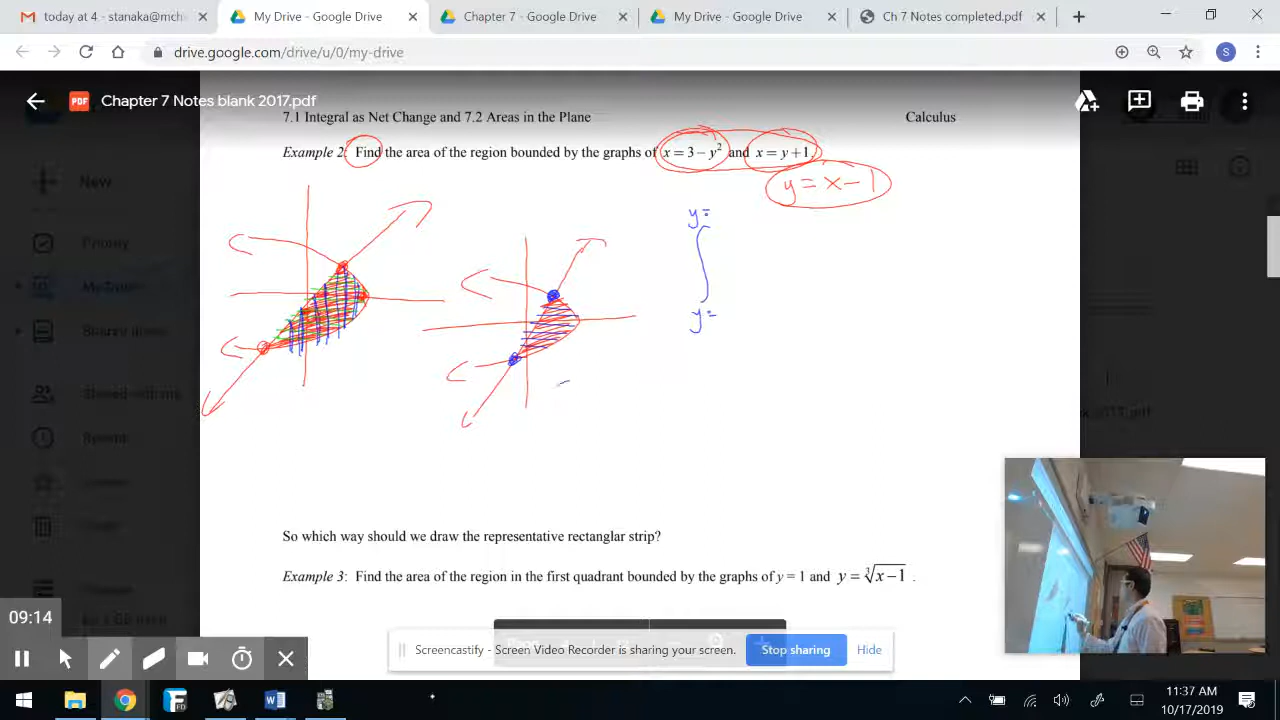 today at 4 - stanaka@mch
My Drive - Google Drive
Chapter 7 - Google Drive
My Drive - Google Drive
Ch 7 Notes completed.pdf
drive.google.com/drive/u/0/my-drive
S
PDF
Chapter 7 Notes blank 2017.pdf
7.1 Integral as Net Change and 7.2 Areas in the Plane
Calculus
Example 2: Find the area of the region bounded by the graphs of x = 3 − y² and x = y + 1.
y = x − 1
New
Priority
y=
y=
Recent
So which way should we draw the representative rectangular strip?
Example 3: Find the area of the region in the first quadrant bounded by the graphs of y = 1 and y = ∛(x−1) .
09:14
Screencastify - Screen Video Recorder is sharing your screen.
Stop sharing
Hide
11:37 AM
10/17/2019